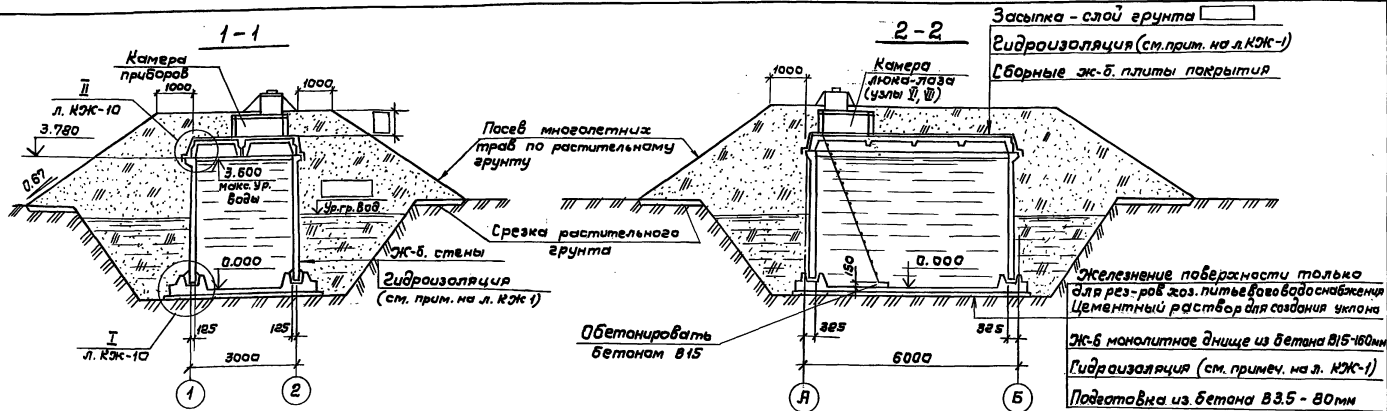 1-1
Камера
приборов
II
л. КЖ-10
1000
1000
3.780
0.67
3.600
макс. ур.
воды
Ур.гр.вод.
0.000
Посев многолетних
трав по растительному
грунту
Срезка растительного
грунта
Ж-б. стены
Гидроизоляция
(см. прим. на л. КЖ 1)
I
л. КЖ-10
125
125
3000
1
2
2-2
1000
Камера
люка-лаза
(узлы VI, VII)
Засыпка - слой грунта
Гидроизоляция (см. прим. на л. КЖ-1)
Сборные ж-б. плиты покрытия
150
0.000
Обетонировать
бетоном В15
325
325
6000
А
Б
Железнение поверхности только
для рез-ров хоз. питьевого водоснабжения
Цементный раствор для создания уклона
Ж-б монолитное днище из бетона В15-160мм
Гидроизоляция (см. примеч. на л. КЖ-1)
Подготовка из бетона В3.5 - 80мм